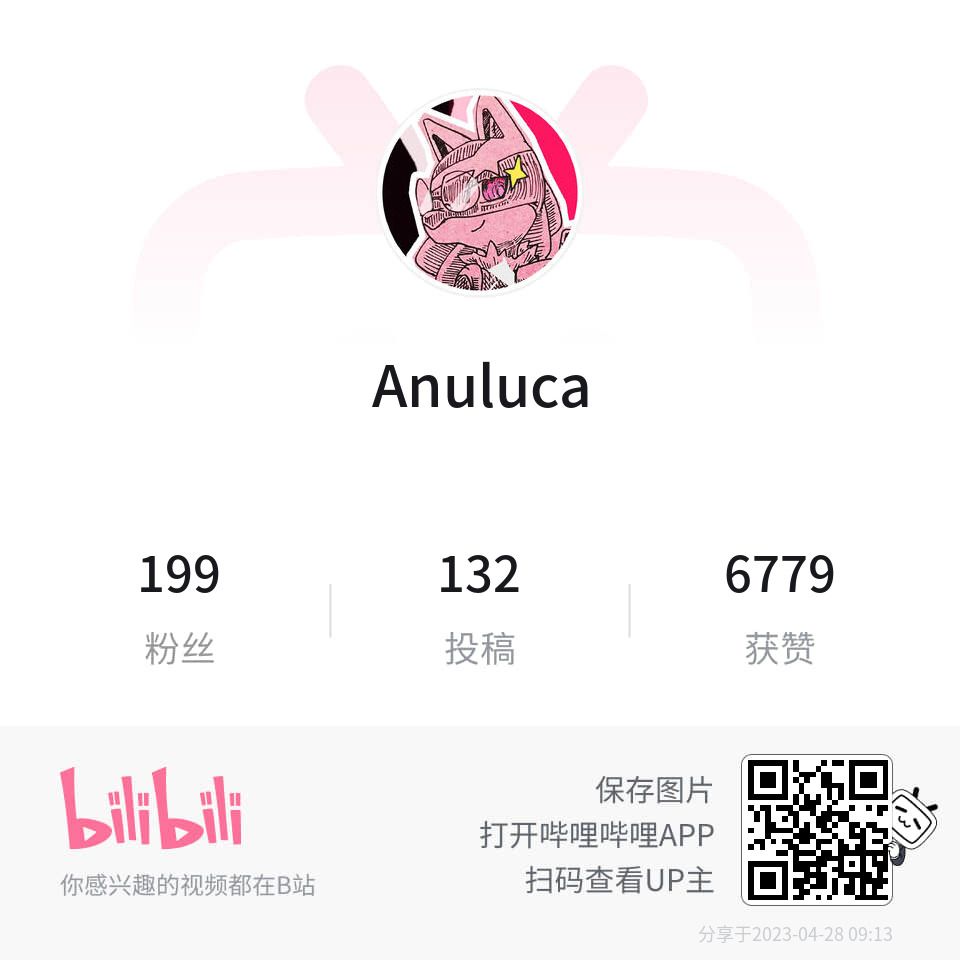 Anuluca
199
132
6779
粉丝
投稿
获赞
bilibili
你感兴趣的视频都在B站
保存图片
打开哔哩哔哩APP
扫码查看UP主
分享于2023-04-28 09:13